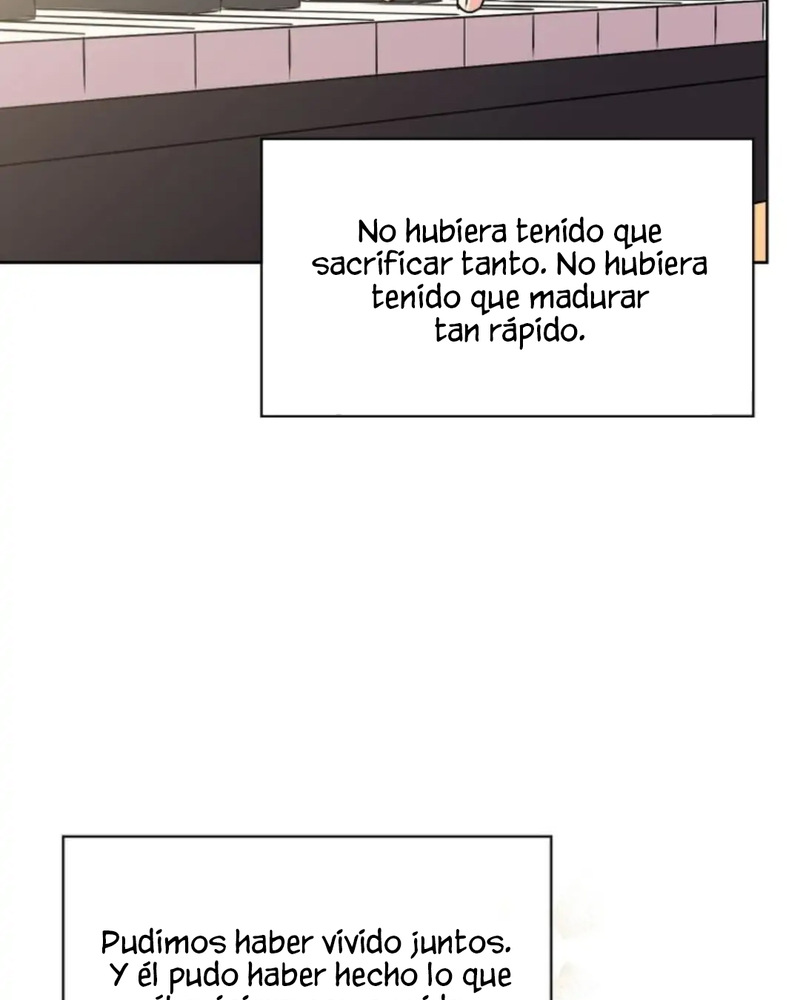 No hubiera tenido que
sacrificar tanto. No hubiera
tenido que madurar
tan rápido.
Pudimos haber vivido juntos.
Y él pudo haber hecho lo que